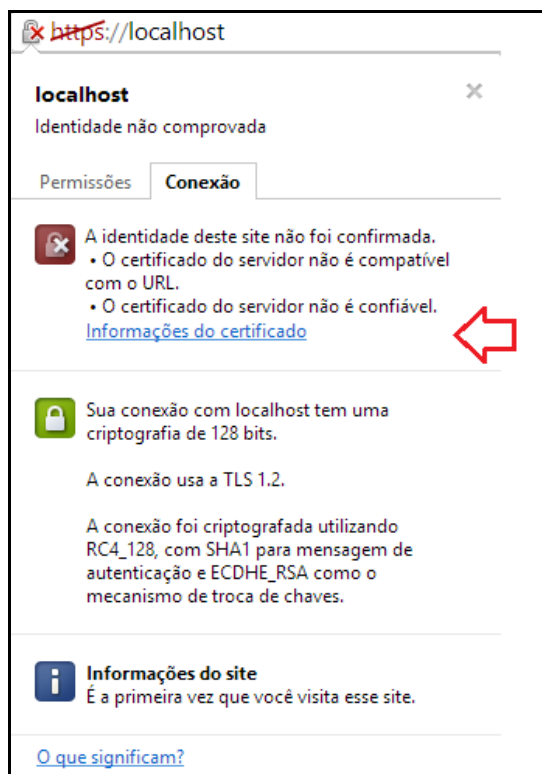 https://localhost
localhost
Identidade não comprovada
Permissões
Conexão
A identidade deste site não foi confirmada.
• O certificado do servidor não é compatível
com o URL.
• O certificado do servidor não é confiável.
Informações do certificado
Sua conexão com localhost tem uma
criptografia de 128 bits.
A conexão usa a TLS 1.2.
A conexão foi criptografada utilizando
RC4_128, com SHA1 para mensagem de
autenticação e ECDHE_RSA como o
mecanismo de troca de chaves.
Informações do site
É a primeira vez que você visita esse site.
O que significam?